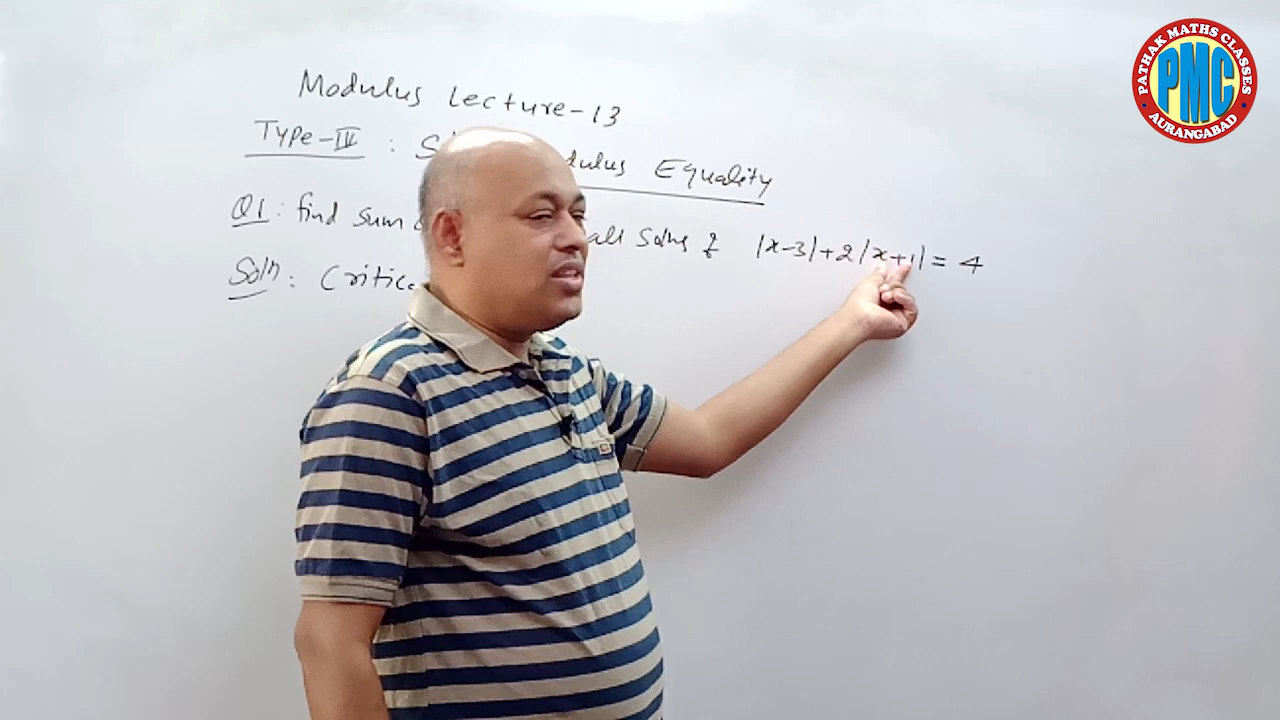 Modulus Lecture-13
Type-IV : S dulus Equality
Q1: find sum all Solns of |x-3|+2|x+1| = 4
Soln : Critic
PATHAK MATHS CLASSES
PMC
AURANGABAD